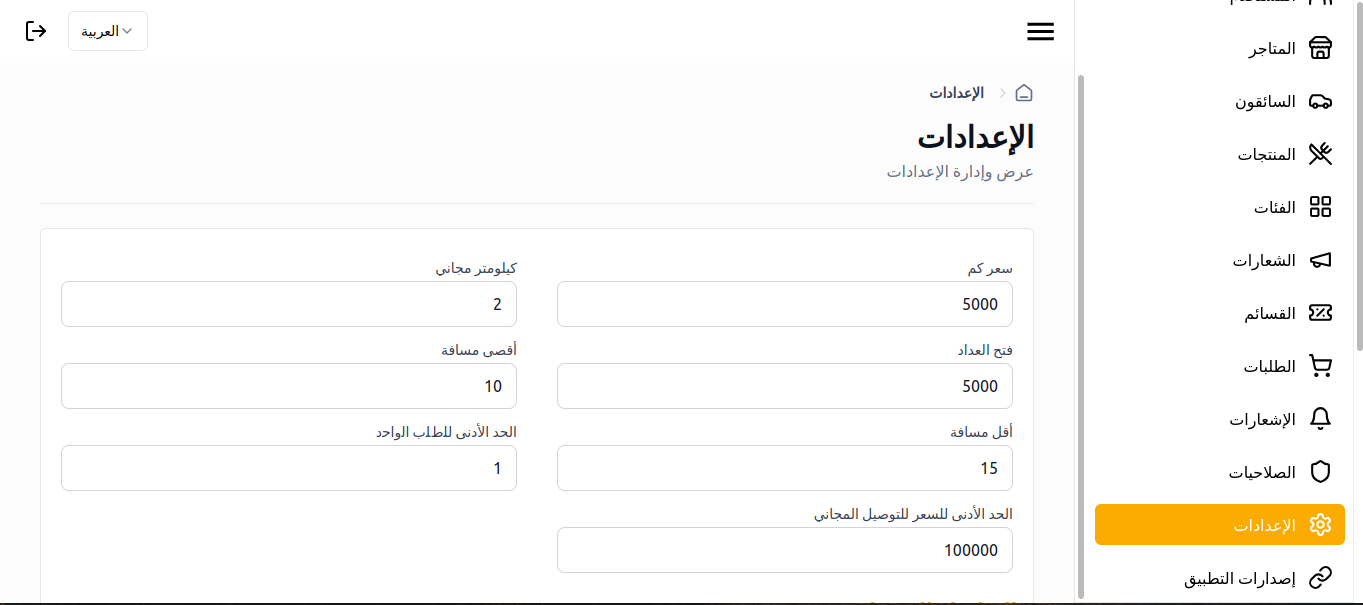 المتاجر
السائقون
المنتجات
الفئات
الشعارات
القسائم
الطلبات
الإشعارات
الصلاحيات
الإعدادات
إصدارات التطبيق
العربية
الإعدادات
الإعدادات
عرض وإدارة الإعدادات
سعر كم
5000
كيلومتر مجاني
2
فتح العداد
5000
أقصى مسافة
10
أقل مسافة
15
الحد الأدنى للطلب الواحد
1
الحد الأدنى للسعر للتوصيل المجاني
100000